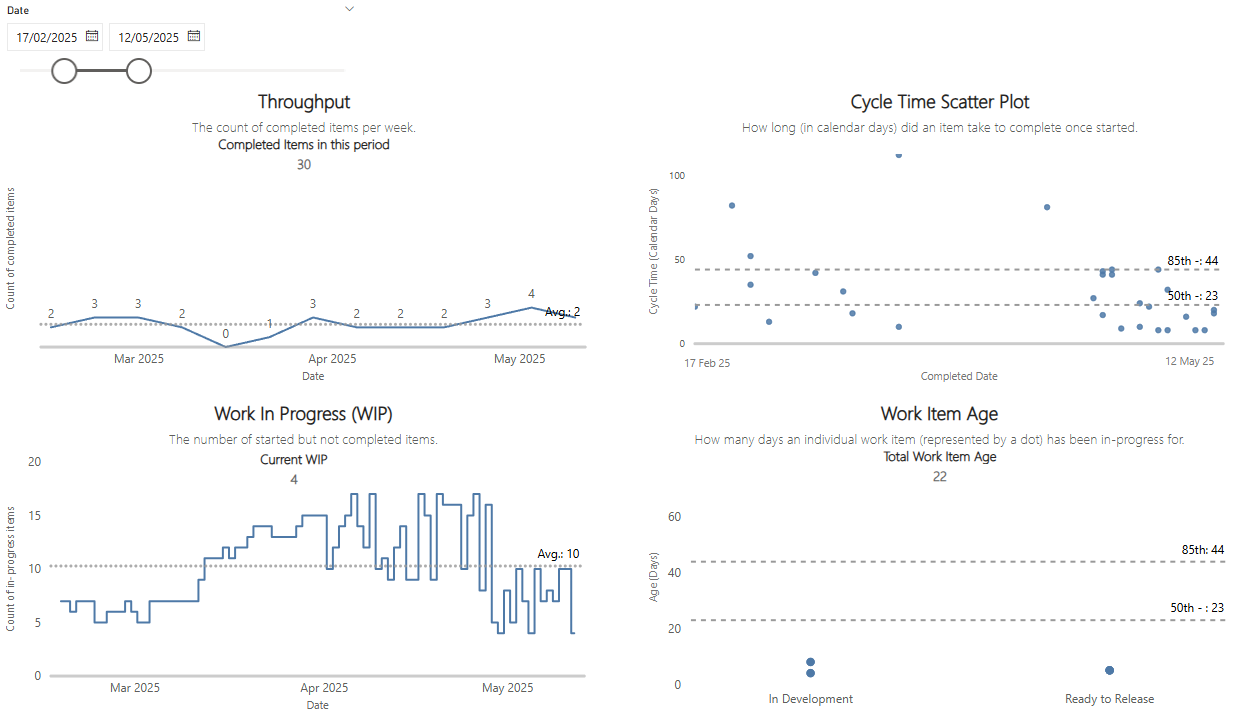 Date
17/02/2025 12/05/2025
Throughput
The count of completed items per week.
Completed Items in this period
30
Count of completed items
2 3 3 2 0 1 3 2 2 2 3 4
Avg.: 2
Mar 2025 Apr 2025 May 2025
Date
Cycle Time Scatter Plot
How long (in calendar days) did an item take to complete once started.
Cycle Time (Calendar Days)
100
50
0
85th -: 44
50th -: 23
17 Feb 25 12 May 25
Completed Date
Work In Progress (WIP)
The number of started but not completed items.
Current WIP
4
Count of in-progress items
20
15
10
5
0
Avg.: 10
Mar 2025 Apr 2025 May 2025
Date
Work Item Age
How many days an individual work item (represented by a dot) has been in-progress for.
Total Work Item Age
22
Age (Days)
60
40
20
0
85th: 44
50th - : 23
In Development Ready to Release